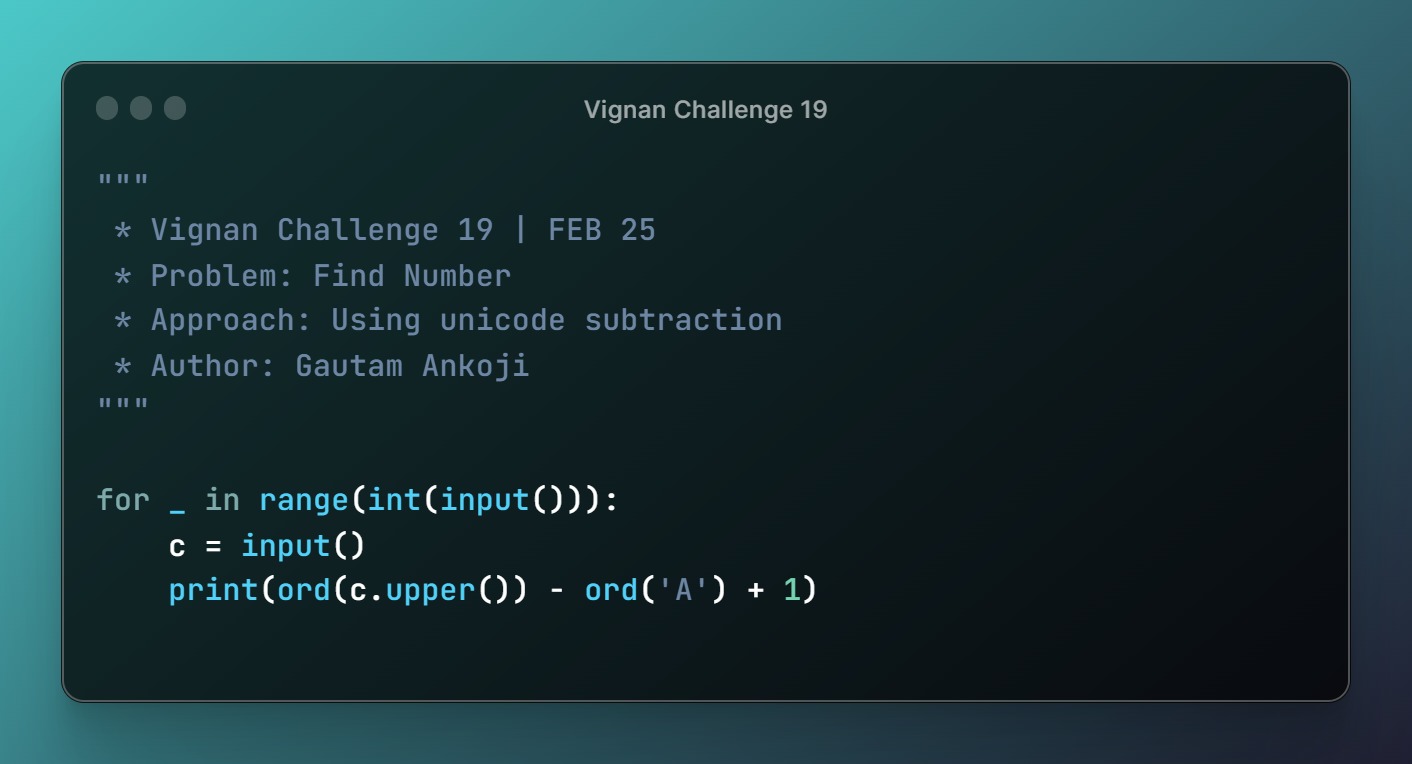 Vignan Challenge 19
"""
 * Vignan Challenge 19 | FEB 25
 * Problem: Find Number
 * Approach: Using unicode subtraction
 * Author: Gautam Ankoji
"""
for _ in range(int(input())):
    c = input()
    print(ord(c.upper()) - ord('A') + 1)